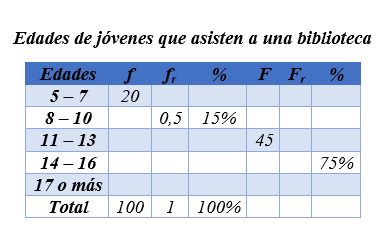 Edades de jóvenes que asisten a una biblioteca
Edades f fr % F Fr %
5 – 7 20
8 – 10 0,5 15%
11 – 13 45
14 – 16 75%
17 o más
Total 100 1 100%